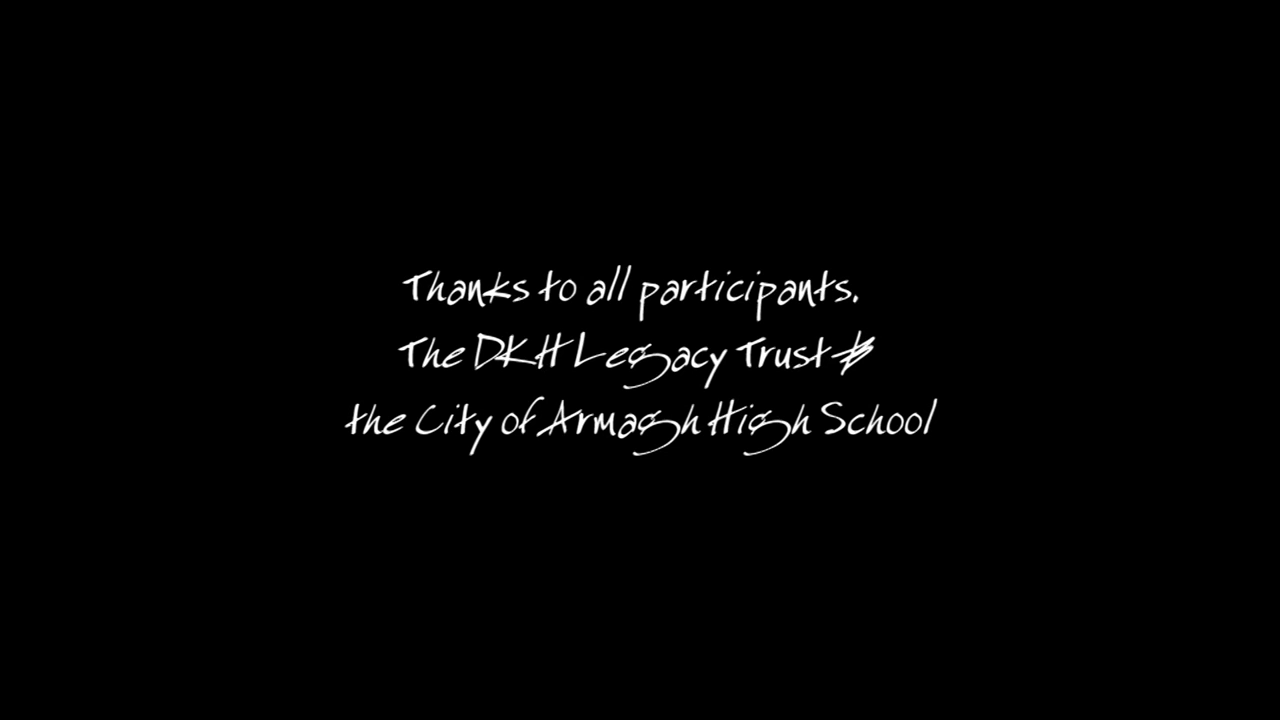 Thanks to all participants.
The DKH Legacy Trust &
the City of Armagh High School